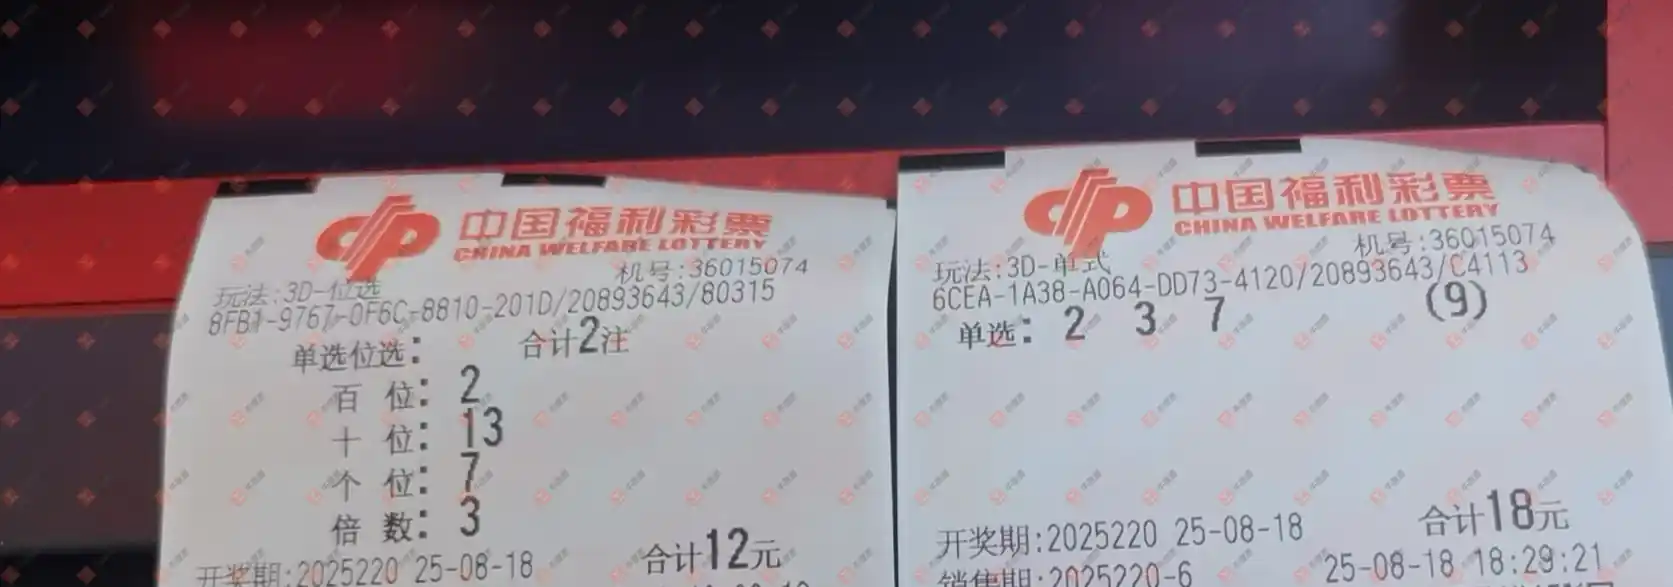 中国福利彩票
CHINA WELFARE LOTTERY
机号:36015074
玩法:3D-位选
8FB1-9767-0F6C-8810-201D/20893643/80315
单选位选: 合计2注
百 位: 2
十 位: 13
个 位: 7
倍 数: 3
合计12元
开奖期:2025220 25-08-18
中国福利彩票
CHINA WELFARE LOTTERY
机号:36015074
玩法:3D-单式
6CEA-1A38-A064-DD73-4120/20893643/C4113
单选: 2 3 7 (9)
合计18元
开奖期:2025220 25-08-18
销售期:2025220-6 25-08-18 18:29:21